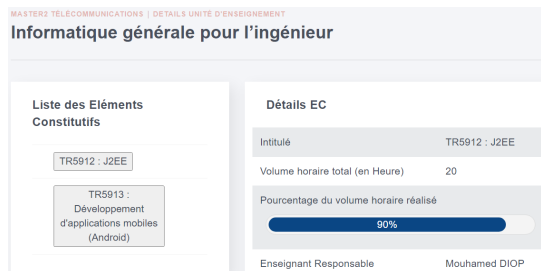 MASTER2 TÉLÉCOMMUNICATIONS | DETAILS UNITÉ D'ENSEIGNEMENT
Informatique générale pour l'ingénieur
Liste des Eléments
Constitutifs
TR5912 : J2EE
TR5913 :
Développement
d'applications mobiles
(Android)
Détails EC
Intitulé TR5912 : J2EE
Volume horaire total (en Heure) 20
Pourcentage du volume horaire réalisé
90%
Enseignant Responsable Mouhamed DIOP